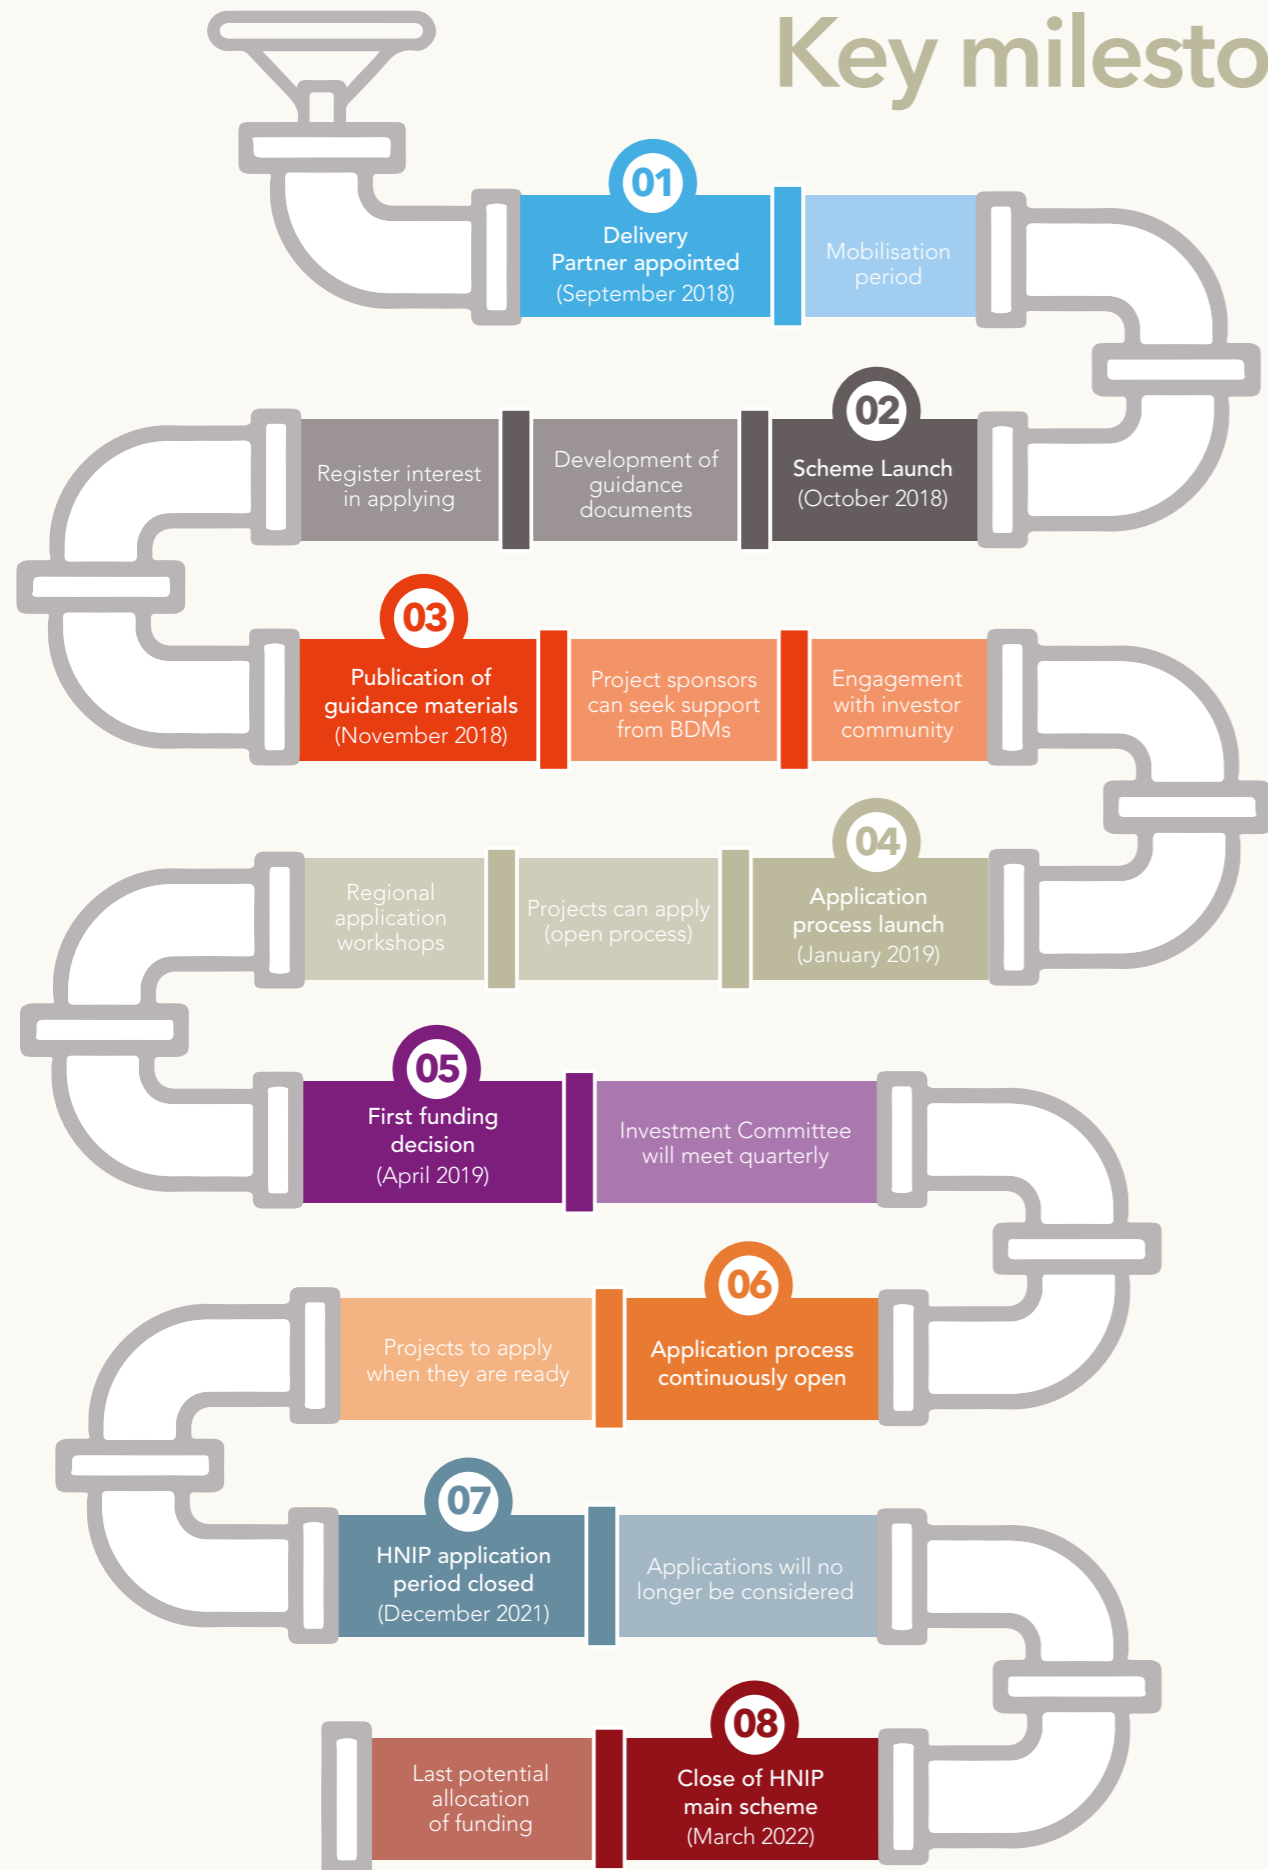 Key milesto
01
Delivery
Partner appointed
(September 2018)
Mobilisation
period
02
Scheme Launch
(October 2018)
Development of
guidance
documents
Register interest
in applying
03
Publication of
guidance materials
(November 2018)
Project sponsors
can seek support
from BDMs
Engagement
with investor
community
04
Application
process launch
(January 2019)
Projects can apply
(open process)
Regional
application
workshops
05
First funding
decision
(April 2019)
Investment Committee
will meet quarterly
06
Application process
continuously open
Projects to apply
when they are ready
07
HNIP application
period closed
(December 2021)
Applications will no
longer be considered
08
Close of HNIP
main scheme
(March 2022)
Last potential
allocation
of funding